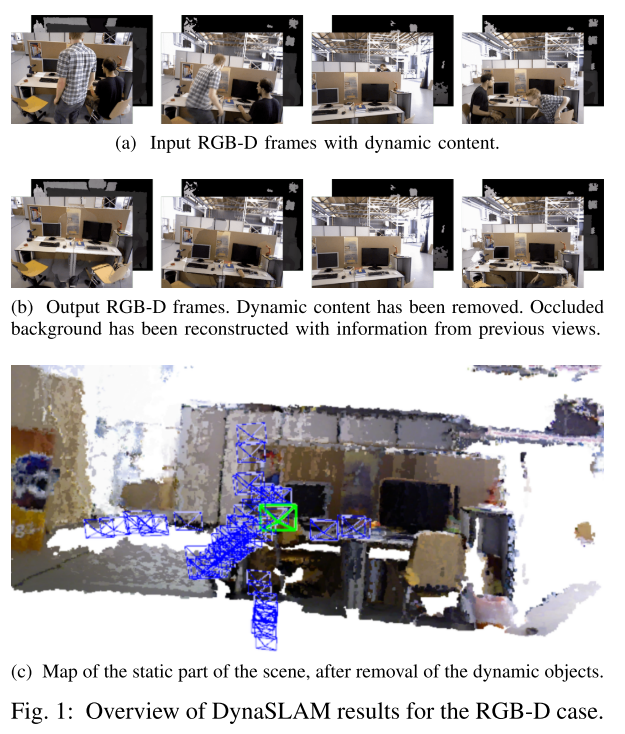 (a) Input RGB-D frames with dynamic content.
(b) Output RGB-D frames. Dynamic content has been removed. Occluded
background has been reconstructed with information from previous views.
(c) Map of the static part of the scene, after removal of the dynamic objects.
Fig. 1: Overview of DynaSLAM results for the RGB-D case.